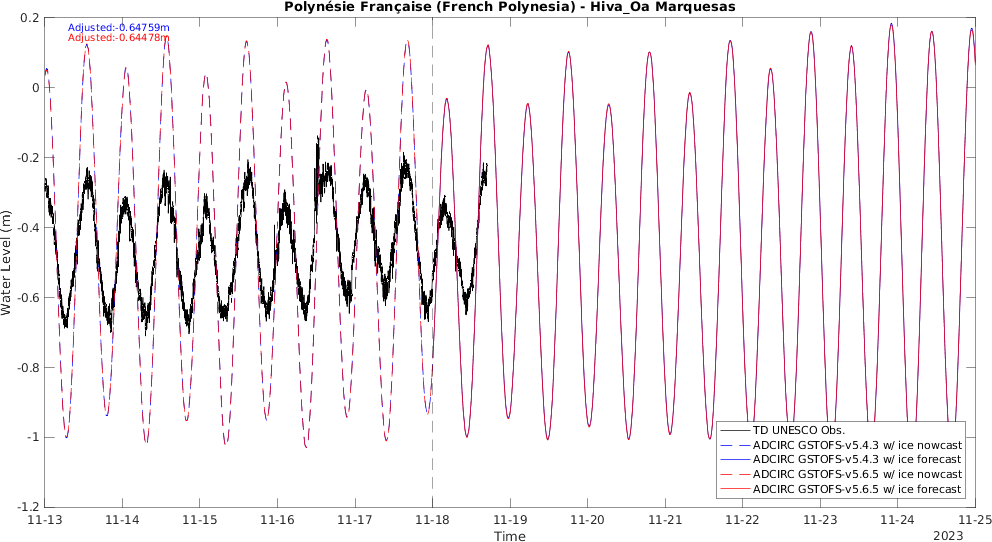 Polynésie Française (French Polynesia) - Hiva_Oa Marquesas
Adjusted:-0.64759m
Adjusted:-0.64478m
Water Level (m)
0.2
0
-0.2
-0.4
-0.6
-0.8
-1
-1.2
TD UNESCO Obs.
ADCIRC GSTOFS-v5.4.3 w/ ice nowcast
ADCIRC GSTOFS-v5.4.3 w/ ice forecast
ADCIRC GSTOFS-v5.6.5 w/ ice nowcast
ADCIRC GSTOFS-v5.6.5 w/ ice forecast
11-13 11-14 11-15 11-16 11-17 11-18 11-19 11-20 11-21 11-22 11-23 11-24 11-25
Time
2023